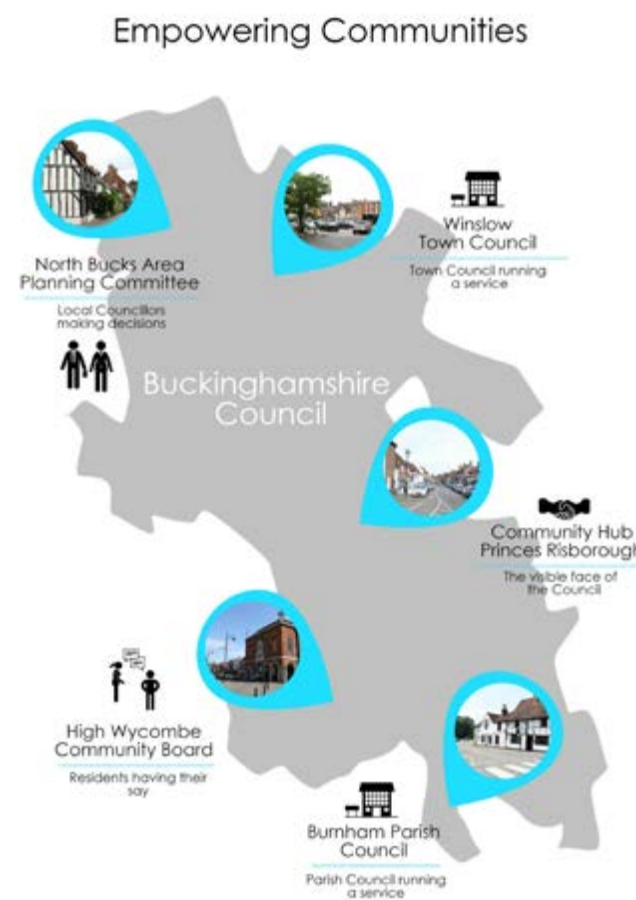 Empowering Communities
North Bucks Area
Planning Committee
Local Councillors
making decisions
Winslow
Town Council
Town Council running
a service
Buckinghamshire
Council
Community Hub
Princes Risborough
The visible face of
the Council
High Wycombe
Community Board
Residents having their
say
Burnham Parish
Council
Parish Council running
a service